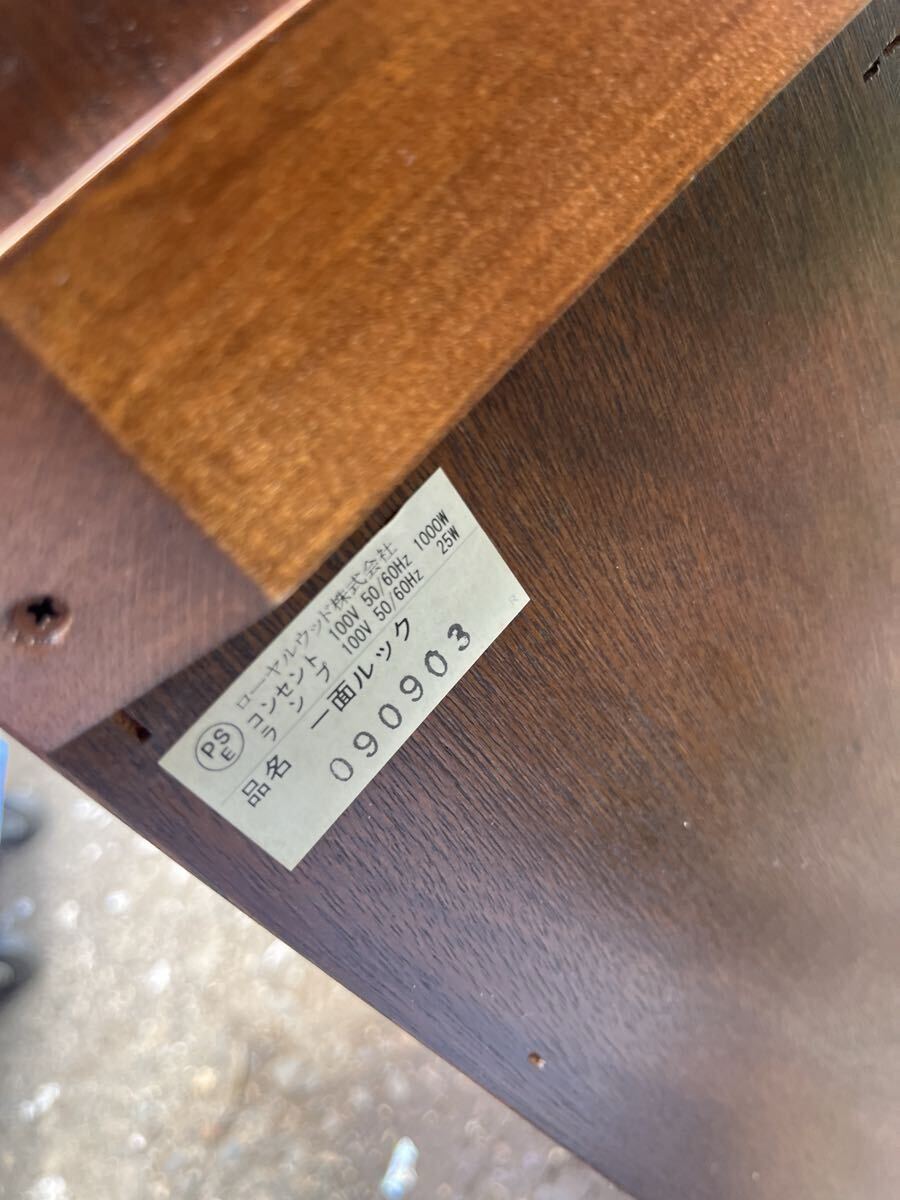 PSE
ローヤルウッド株式会社
コンセント 100V 50/60Hz 1000W
ランプ 100V 50/60Hz 25W
品名 一面ルック
090903
R